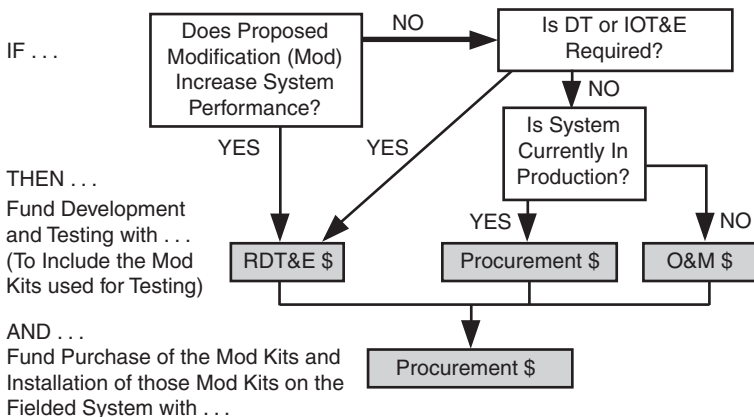 IF . . .
Does Proposed
Modification (Mod)
Increase System
Performance?
NO
Is DT or IOT&E
Required?
NO
YES
YES
Is System
Currently In
Production?
THEN . . .
Fund Development
and Testing with . . .
(To Include the Mod
Kits used for Testing)
YES
NO
RDT&E $
Procurement $
O&M $
AND . . .
Fund Purchase of the Mod Kits and
Installation of those Mod Kits on the
Fielded System with . . .
Procurement $